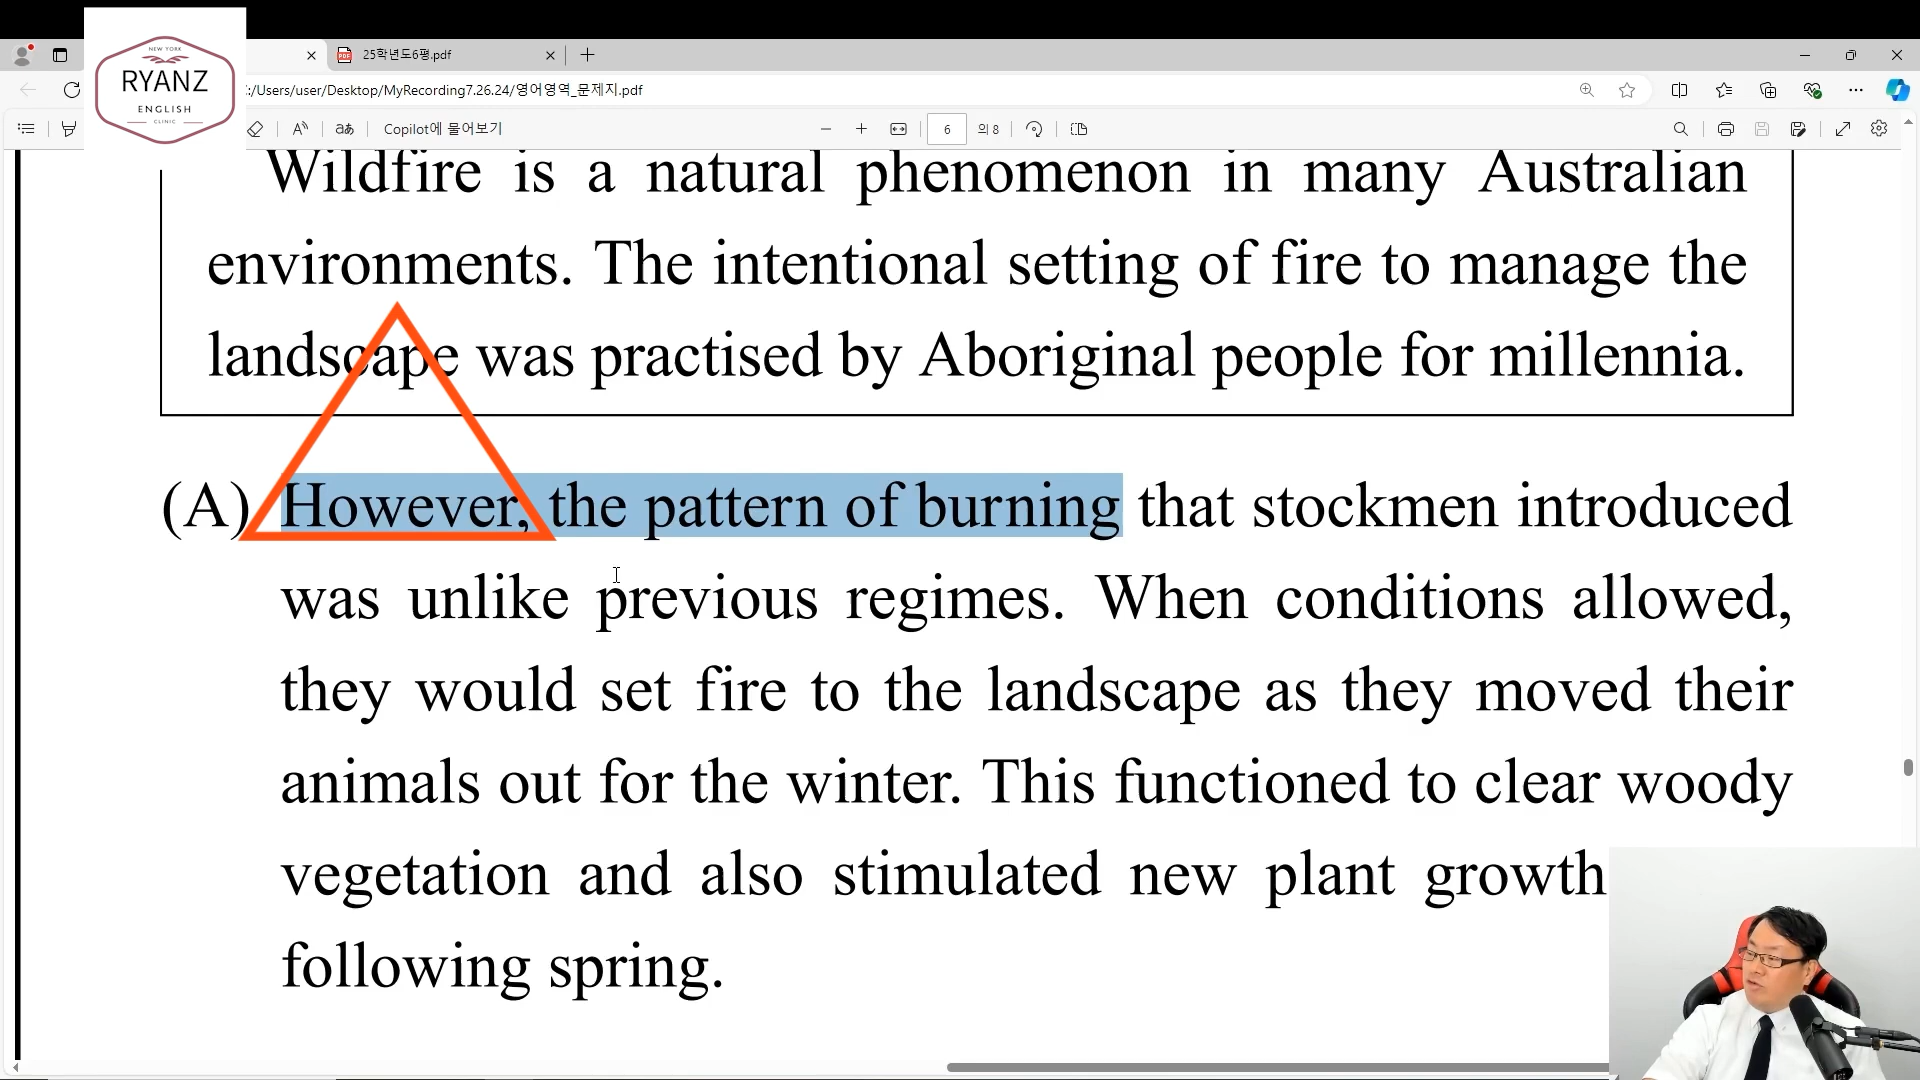 NEW YORK
RYANZ
ENGLISH
CLINIC
25학년도6평.pdf
:/Users/user/Desktop/MyRecording7.26.24/영어영역_문제지.pdf
aあ
Copilot에 물어보기
6
의 8
Wildfire is a natural phenomenon in many Australian
environments. The intentional setting of fire to manage the
landscape was practised by Aboriginal people for millennia.
(A) However, the pattern of burning that stockmen introduced
was unlike previous regimes. When conditions allowed,
they would set fire to the landscape as they moved their
animals out for the winter. This functioned to clear woody
vegetation and also stimulated new plant growth
following spring.